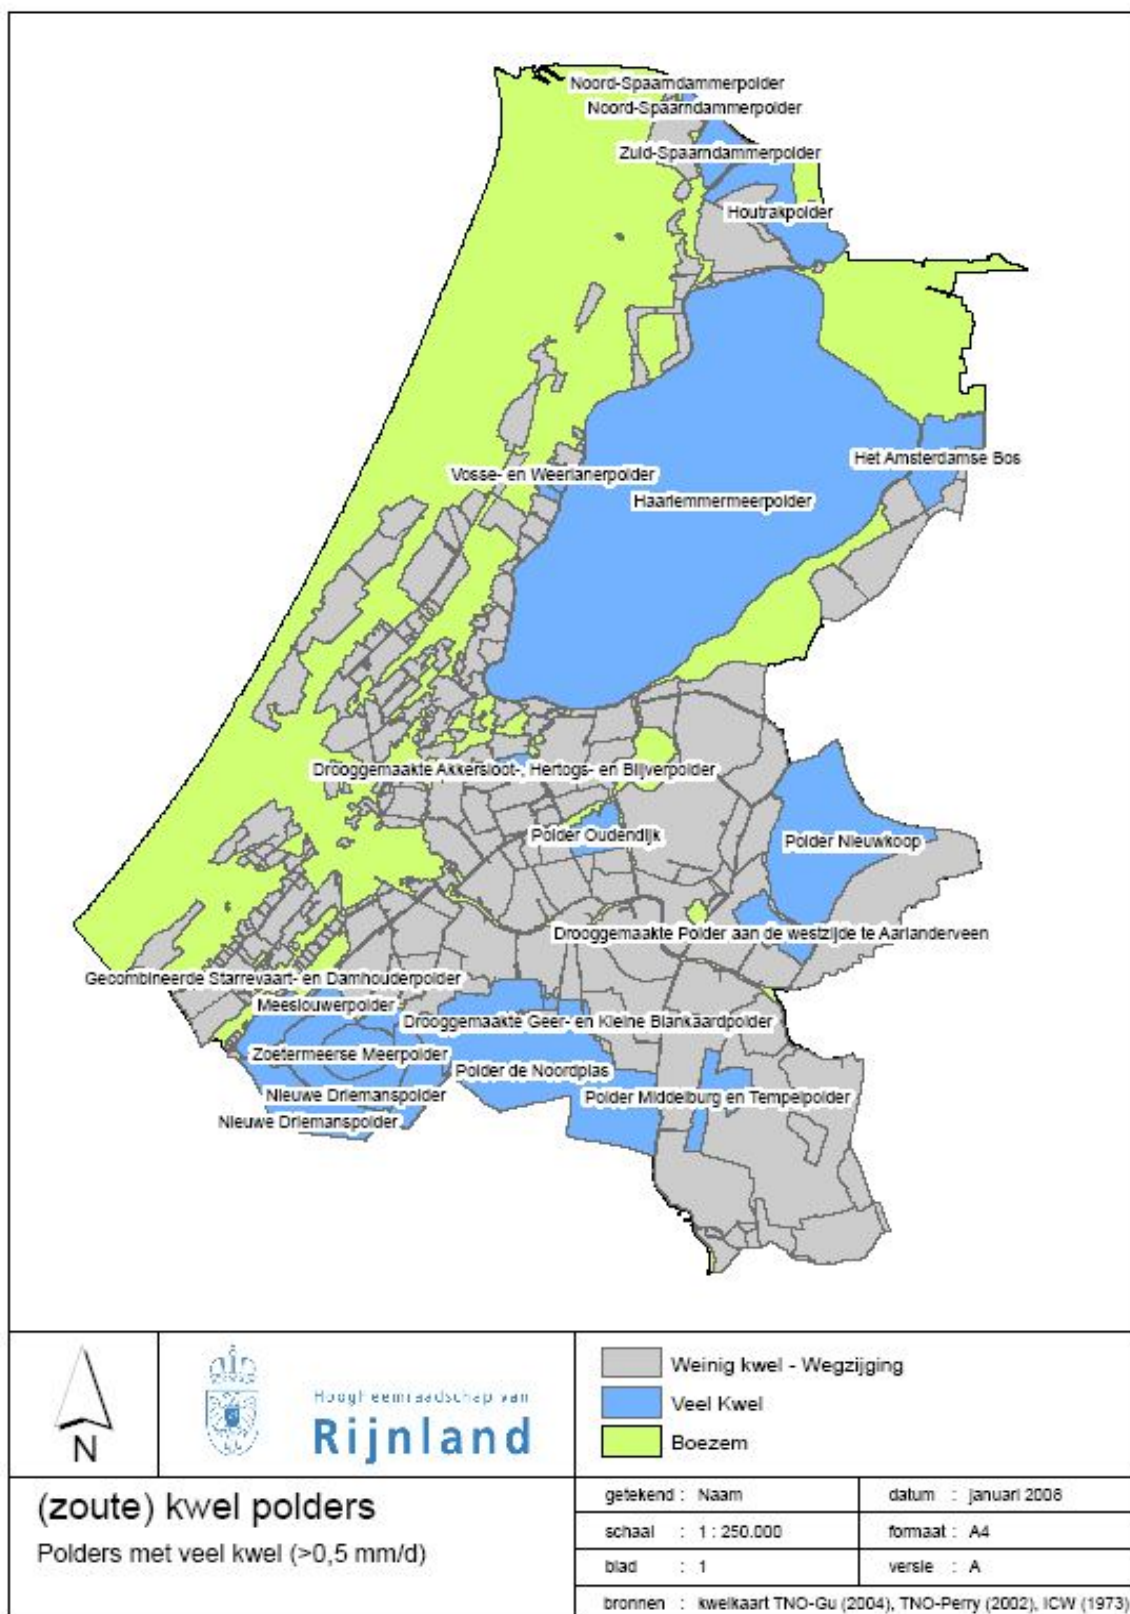 Noord-Spaarndammerpolder
Noord-Spaarndammerpolder
Zuid-Spaarndammerpolder
Houtrakpolder
Het Amsterdamse Bos
Vosse- en Weerlanerpolder
Haarlemmermeerpolder
Drooggemaakte Akkersloot-, Hertogs- en Blijverpolder
Polder Oudendijk
Polder Nieuwkoop
Drooggemaakte Polder aan de westzijde te Aarlanderveen
Gecombineerde Starrevaart- en Damhouderpolder
Meeslouwerpolder
Drooggemaakte Geer- en Kleine Blankaardpolder
Zoetermeerse Meerpolder
Polder de Noordplas
Nieuwe Driemanspolder
Polder Middelburg en Tempelpolder
Nieuwe Driemanspolder
N
Hoogheemraadschap van
Rijnland
Weinig kwel - Wegzijging
Veel Kwel
Boezem
(zoute) kwel polders
Polders met veel kwel (>0,5 mm/d)
getekend : Naam
datum : januari 2008
schaal : 1 : 250.000
formaat : A4
blad : 1
versie : A
bronnen : kwelkaart TNO-Gu (2004), TNO-Perry (2002), ICW (1973)